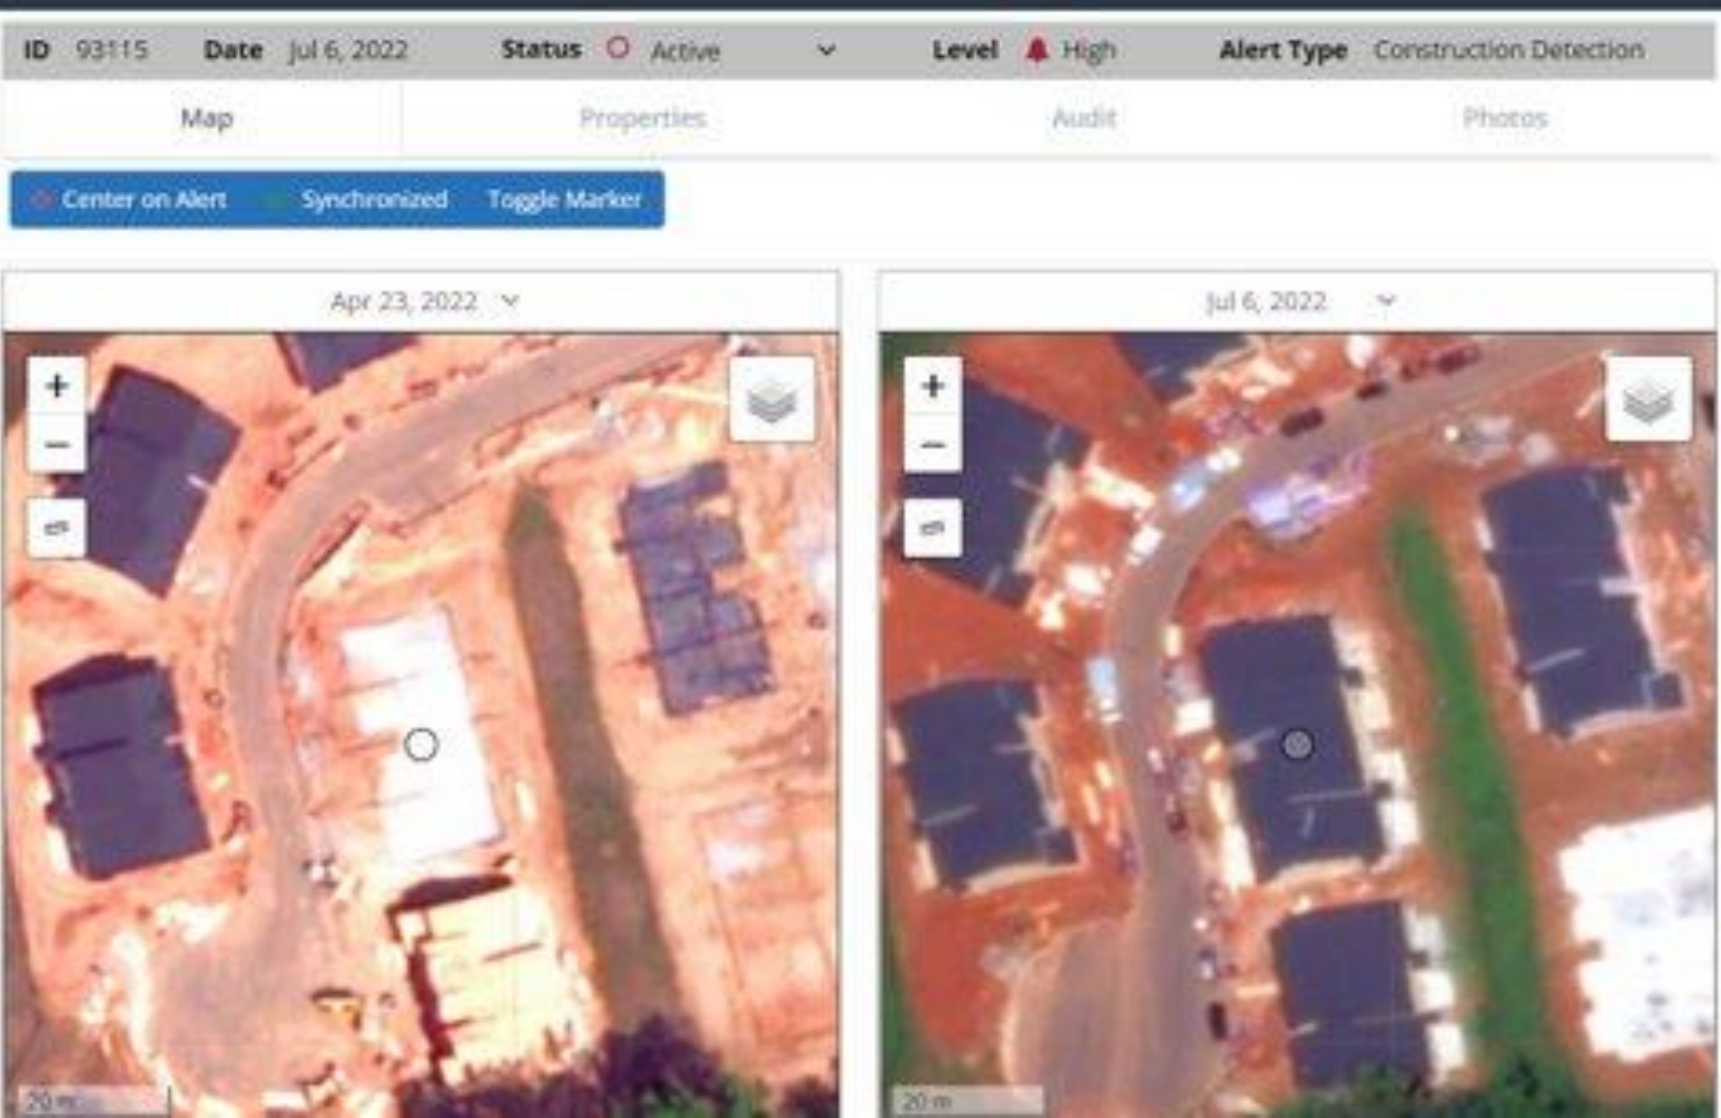 ID 93115 Date Jul 6, 2022 Status Active Level High Alert Type Construction Detection
Map Properties Audit Photos
Center on Alert Synchronized Toggle Marker
Apr 23, 2022 Jul 6, 2022
+ +
− −
20 m 20 m